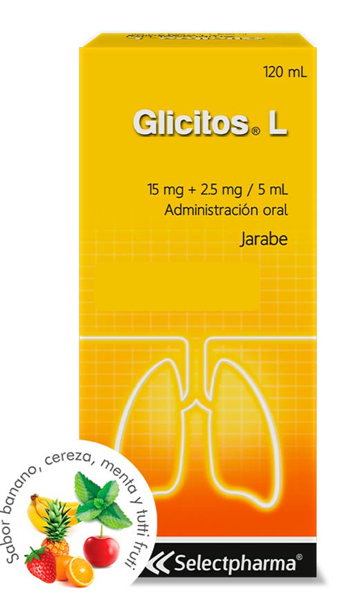 120 mL
Glicitos® L
15 mg + 2.5 mg / 5 mL
Administración oral
Jarabe
Sabor banano, cereza, menta y tutti fruti
Selectpharma®